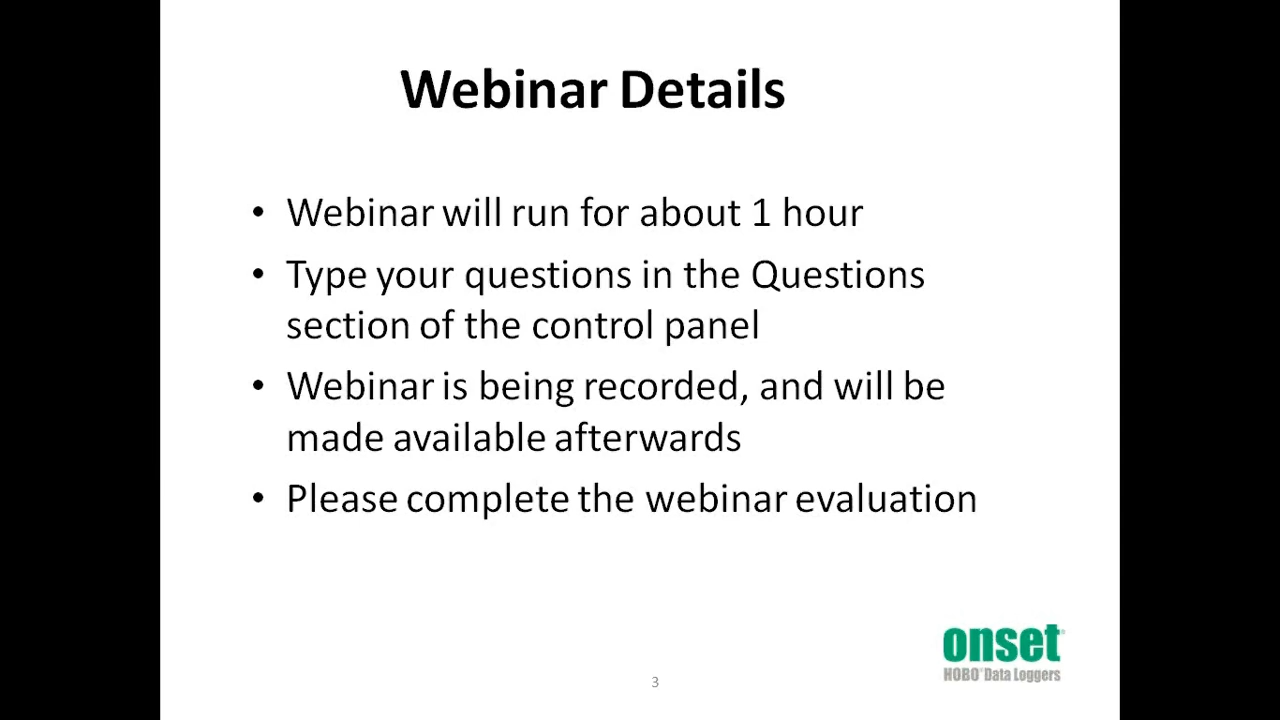 Webinar Details
• Webinar will run for about 1 hour
• Type your questions in the Questions
section of the control panel
• Webinar is being recorded, and will be
made available afterwards
• Please complete the webinar evaluation
onset®
HOBO® Data Loggers
3